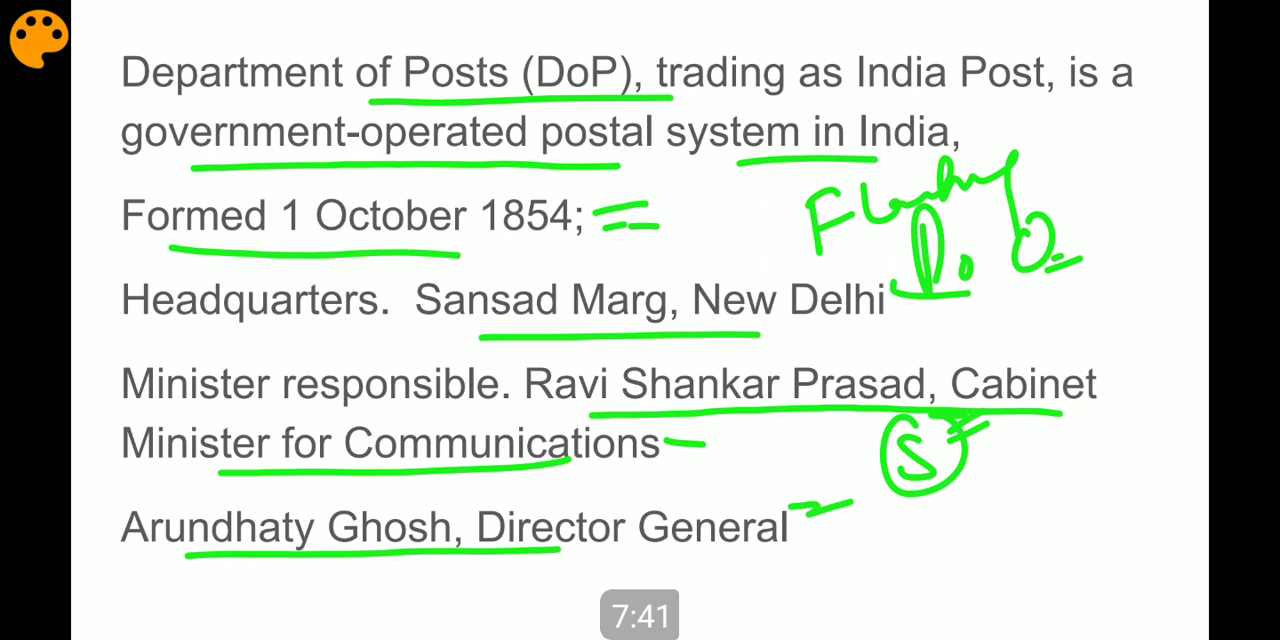 Department of Posts (DoP), trading as India Post, is a
government-operated postal system in India,
Formed 1 October 1854;
Headquarters. Sansad Marg, New Delhi
Minister responsible. Ravi Shankar Prasad, Cabinet
Minister for Communications
S
Arundhaty Ghosh, Director General
7:41